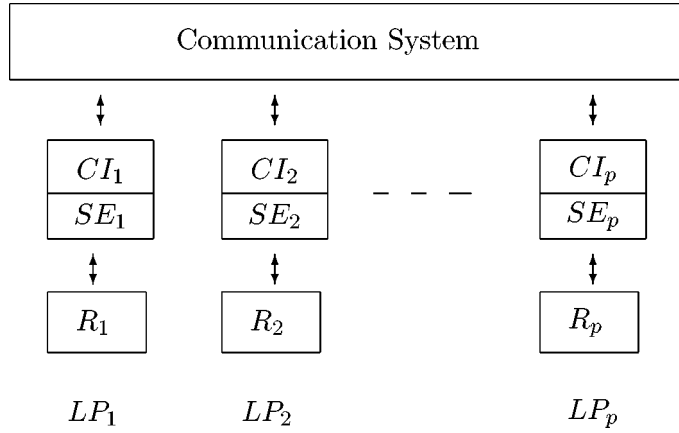 Communication System
CI₁ CI₂ CIₚ
SE₁ SE₂ SEₚ
R₁ R₂ Rₚ
LP₁ LP₂ LPₚ